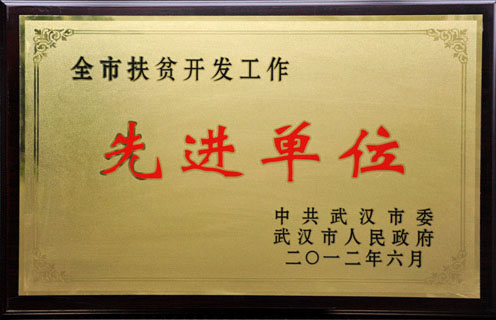 全市扶贫开发工作
先进单位
中共武汉市委
武汉市人民政府
二〇一二年六月